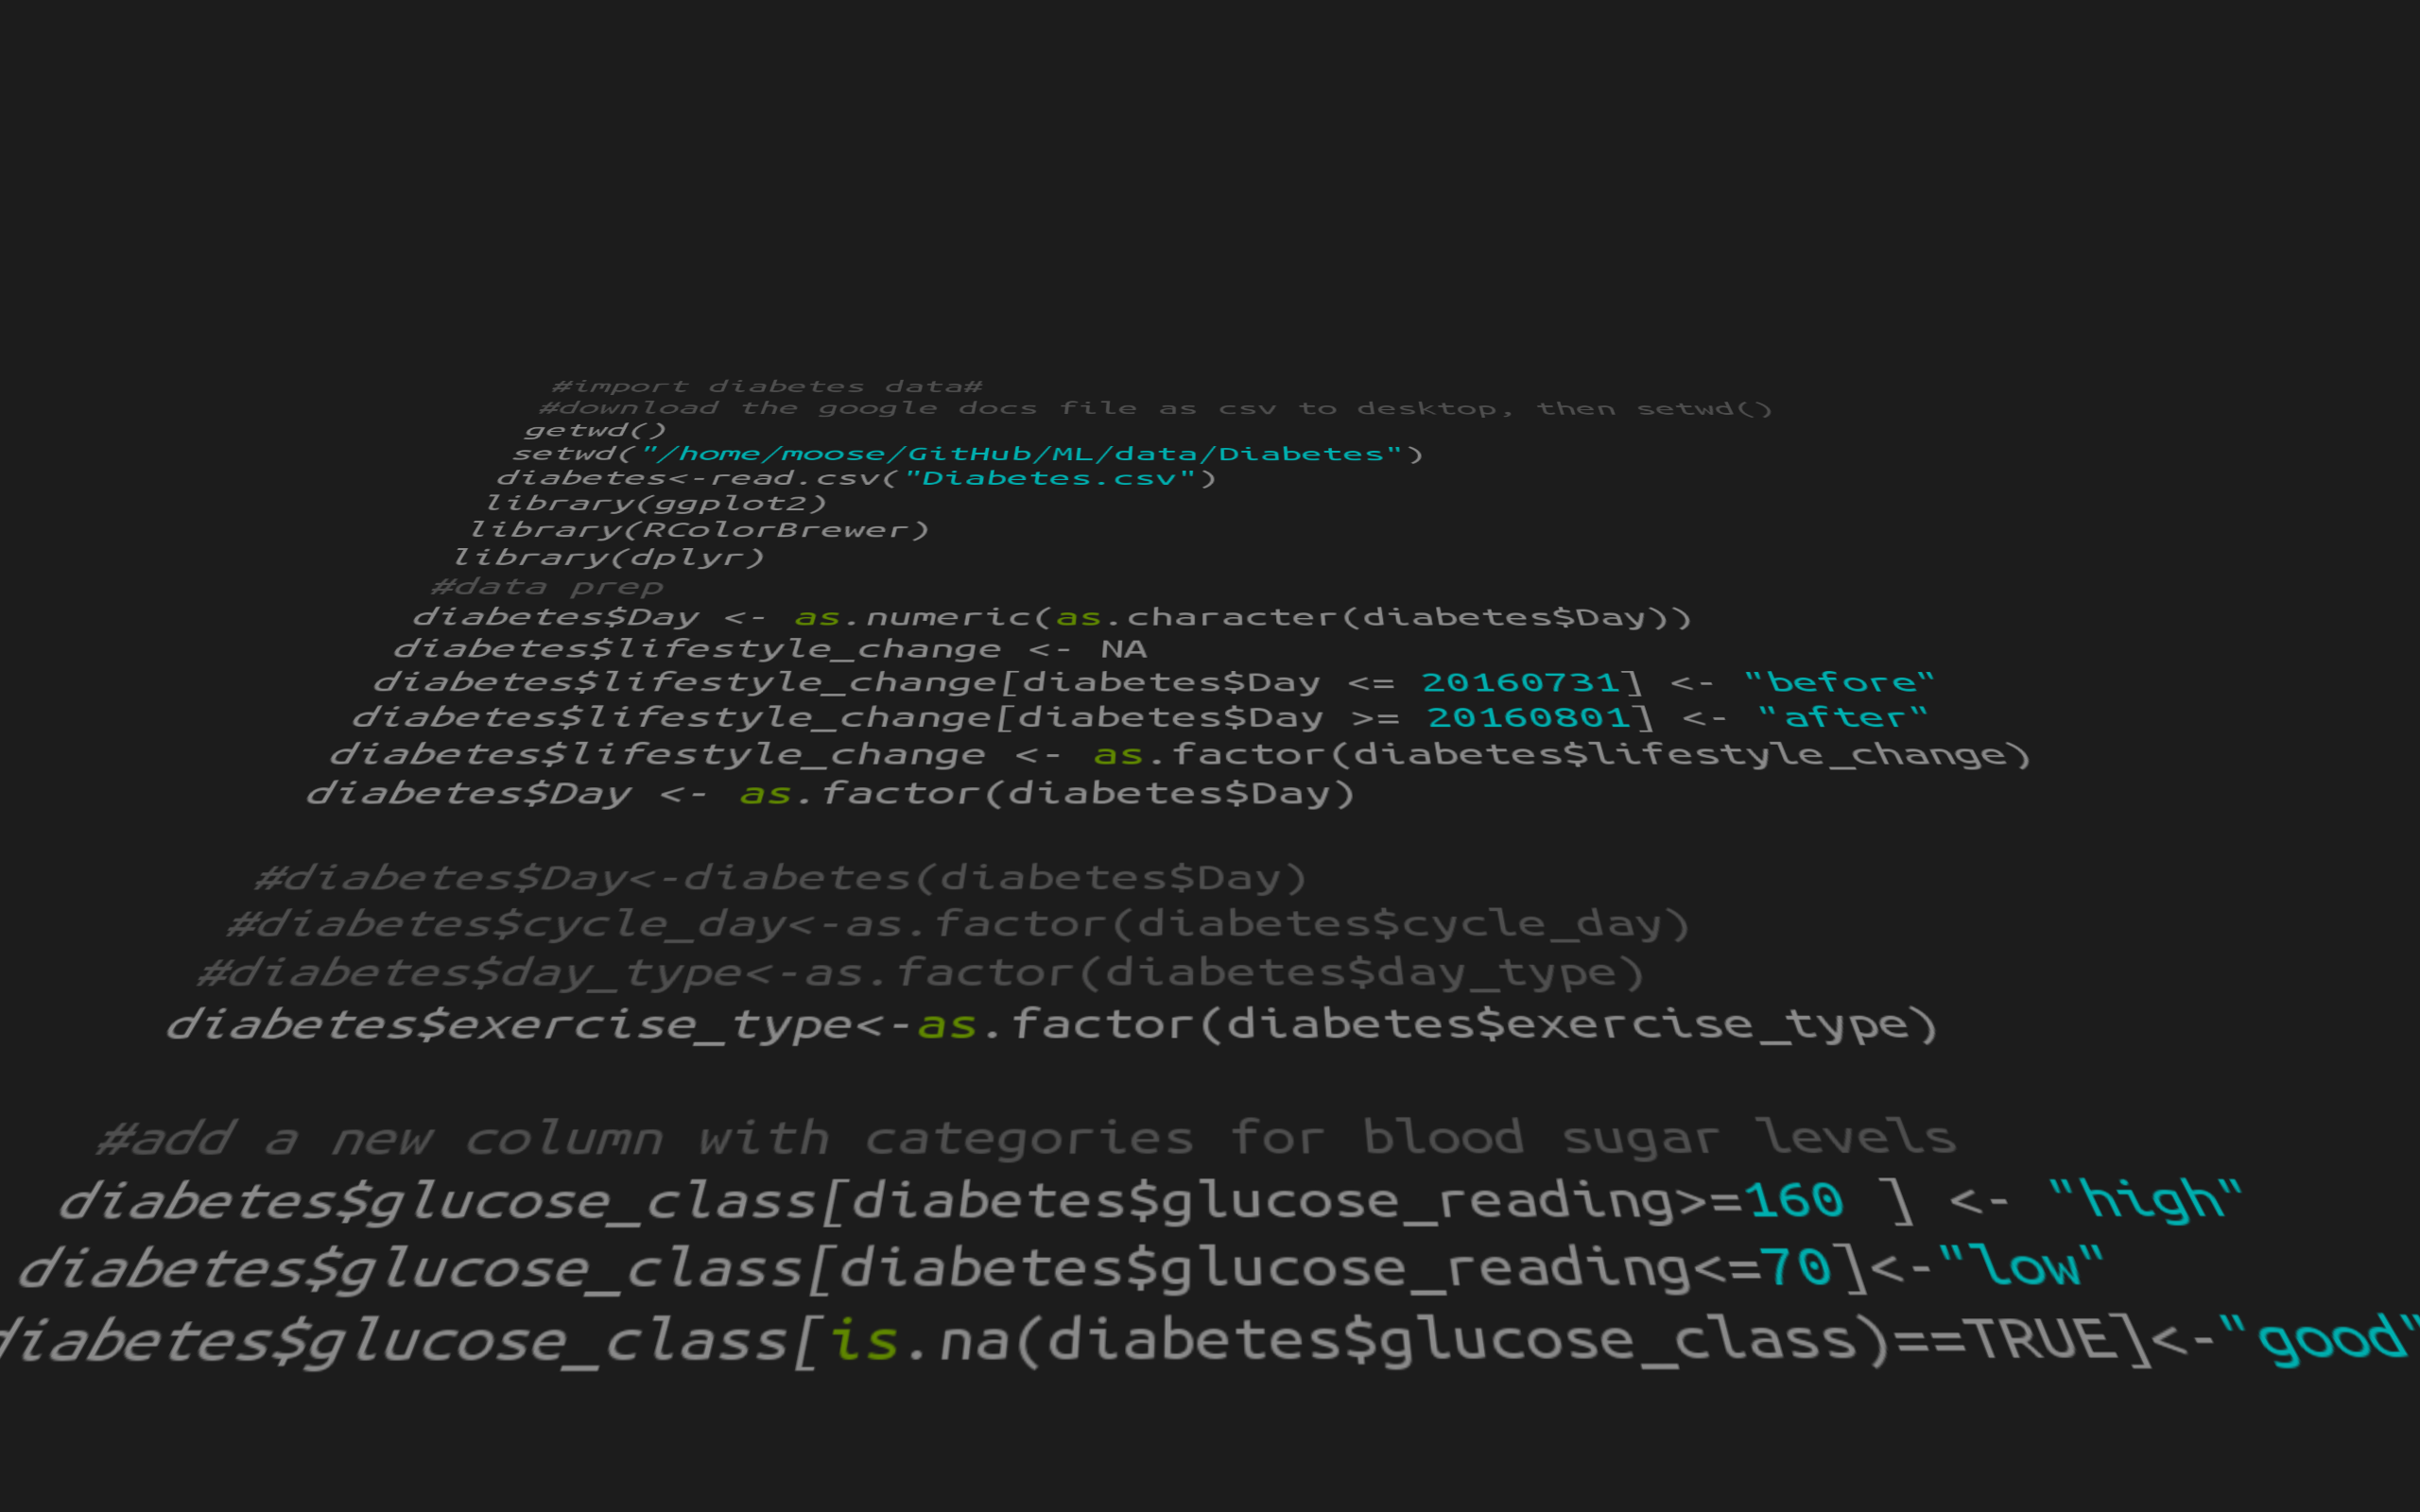 #import diabetes data#
#download the google docs file as csv to desktop, then setwd()
getwd()
setwd("/home/moose/GitHub/ML/data/Diabetes")
diabetes<-read.csv("Diabetes.csv")
library(ggplot2)
library(RColorBrewer)
library(dplyr)
#data prep
diabetes$Day <- as.numeric(as.character(diabetes$Day))
diabetes$lifestyle_change <- NA
diabetes$lifestyle_change[diabetes$Day <= 20160731] <- "before"
diabetes$lifestyle_change[diabetes$Day >= 20160801] <- "after"
diabetes$lifestyle_change <- as.factor(diabetes$lifestyle_change)
diabetes$Day <- as.factor(diabetes$Day)
#diabetes$Day<-diabetes(diabetes$Day)
#diabetes$cycle_day<-as.factor(diabetes$cycle_day)
#diabetes$day_type<-as.factor(diabetes$day_type)
diabetes$exercise_type<-as.factor(diabetes$exercise_type)
#add a new column with categories for blood sugar levels
diabetes$glucose_class[diabetes$glucose_reading>=160 ] <- "high"
diabetes$glucose_class[diabetes$glucose_reading<=70]<-"low"
diabetes$glucose_class[is.na(diabetes$glucose_class)==TRUE]<-"good"